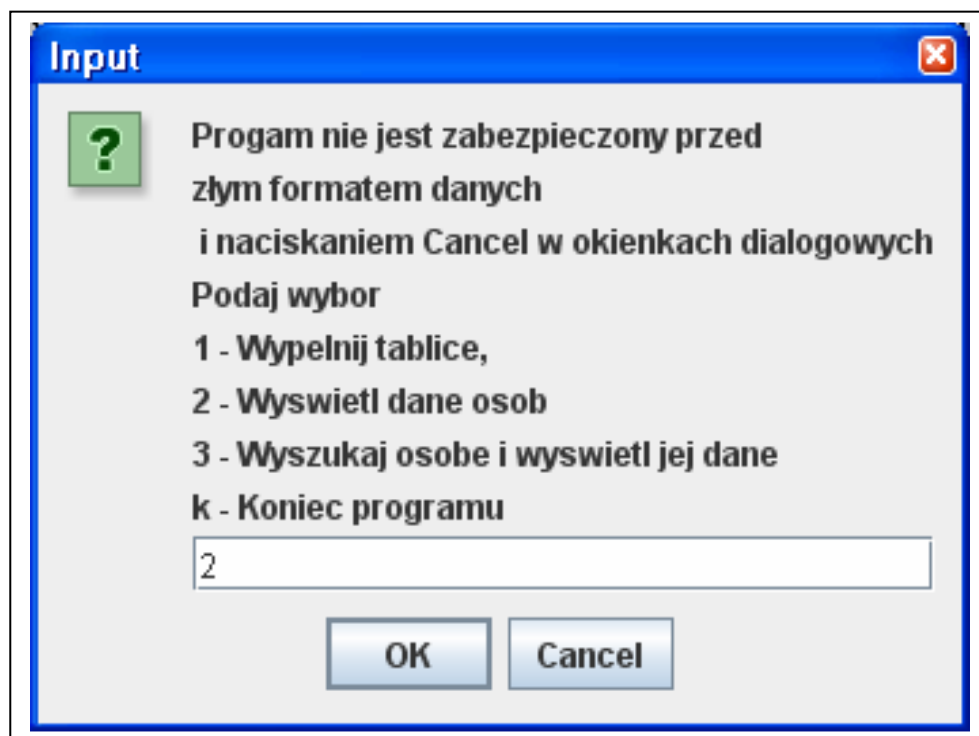 Input
?
Progam nie jest zabezpieczony przed
złym formatem danych
i naciskaniem Cancel w okienkach dialogowych
Podaj wybor
1 - Wypelnij tablice,
2 - Wyswietl dane osob
3 - Wyszukaj osobe i wyswietl jej dane
k - Koniec programu
2
OK Cancel